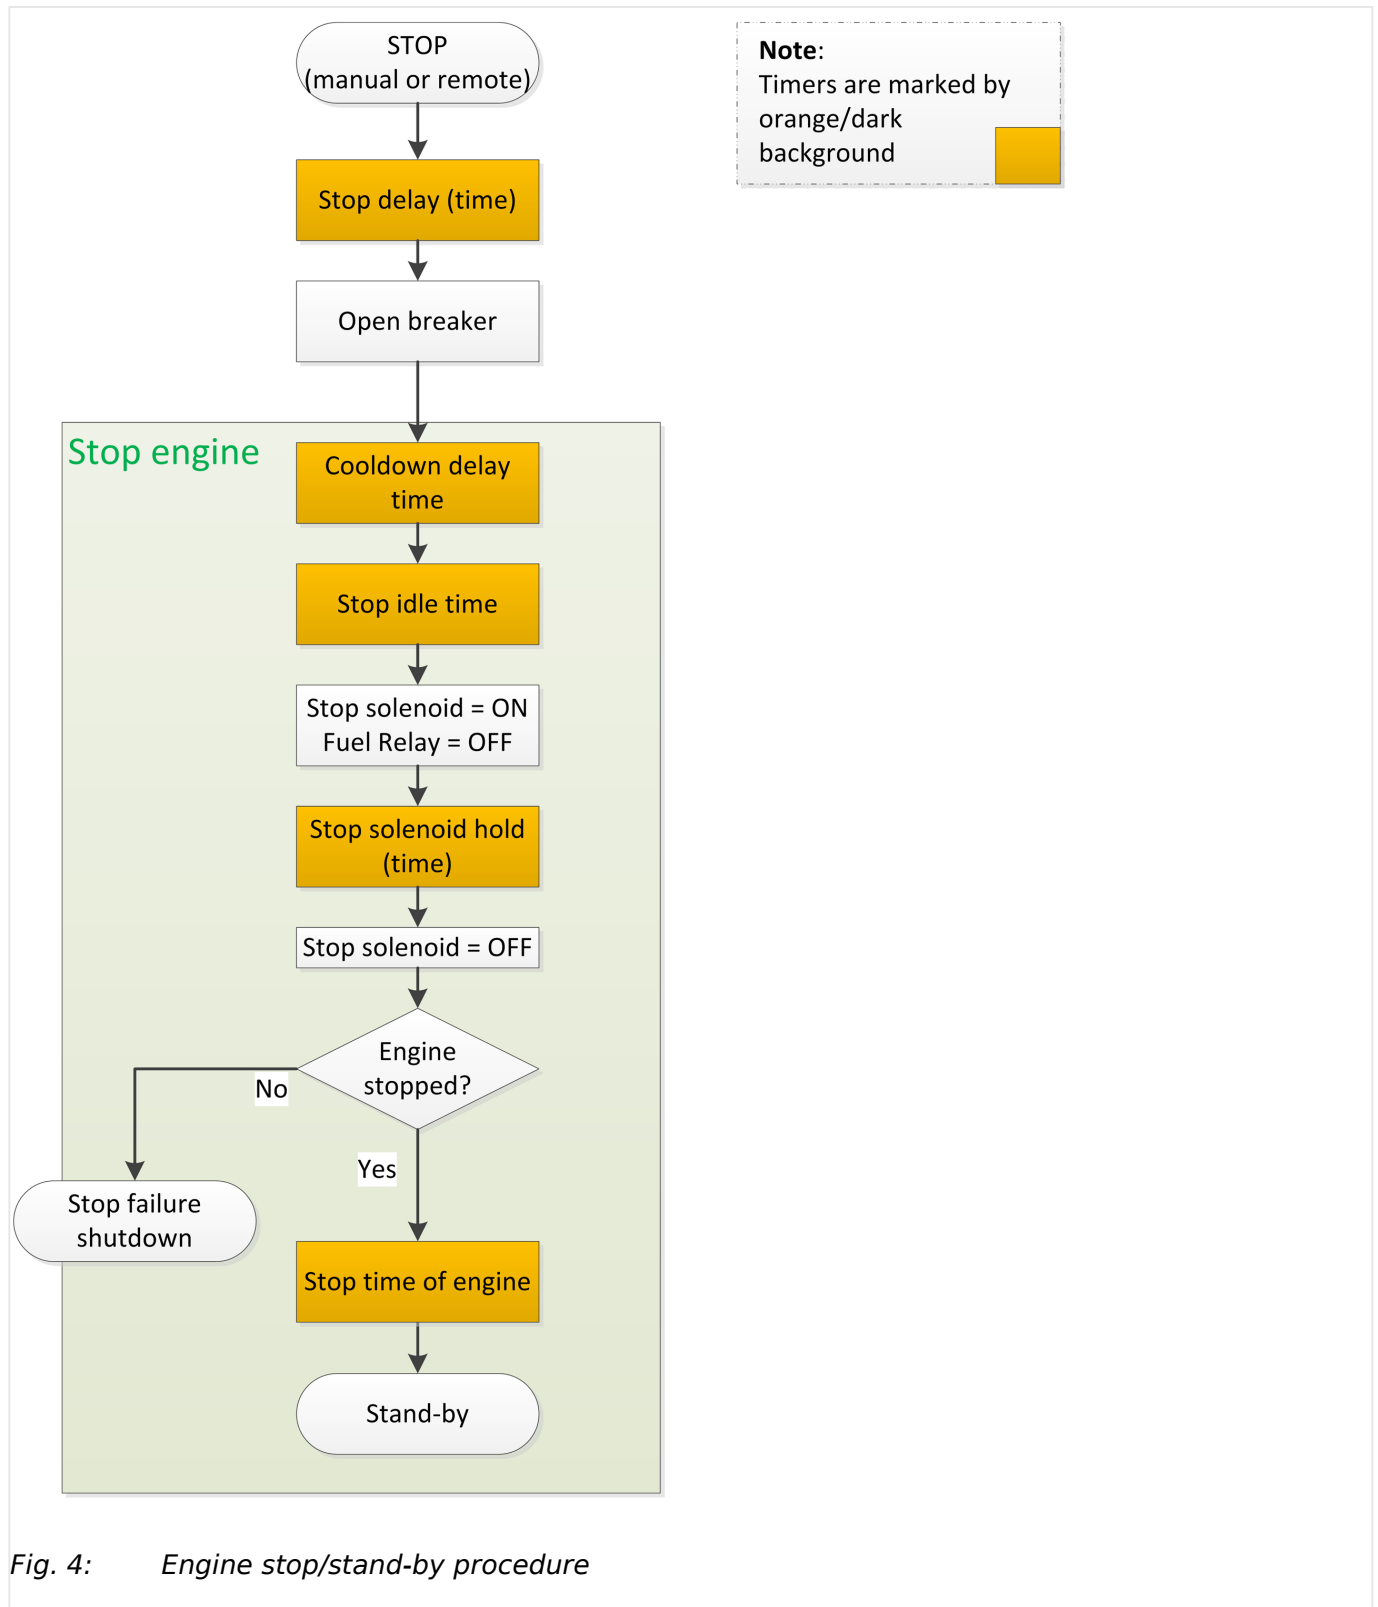 STOP
(manual or remote)
Note:
Timers are marked by
orange/dark
background
Stop delay (time)
Open breaker
Stop engine
Cooldown delay
time
Stop idle time
Stop solenoid = ON
Fuel Relay = OFF
Stop solenoid hold
(time)
Stop solenoid = OFF
Engine
stopped?
No
Yes
Stop failure
shutdown
Stop time of engine
Stand-by
Fig. 4: Engine stop/stand-by procedure